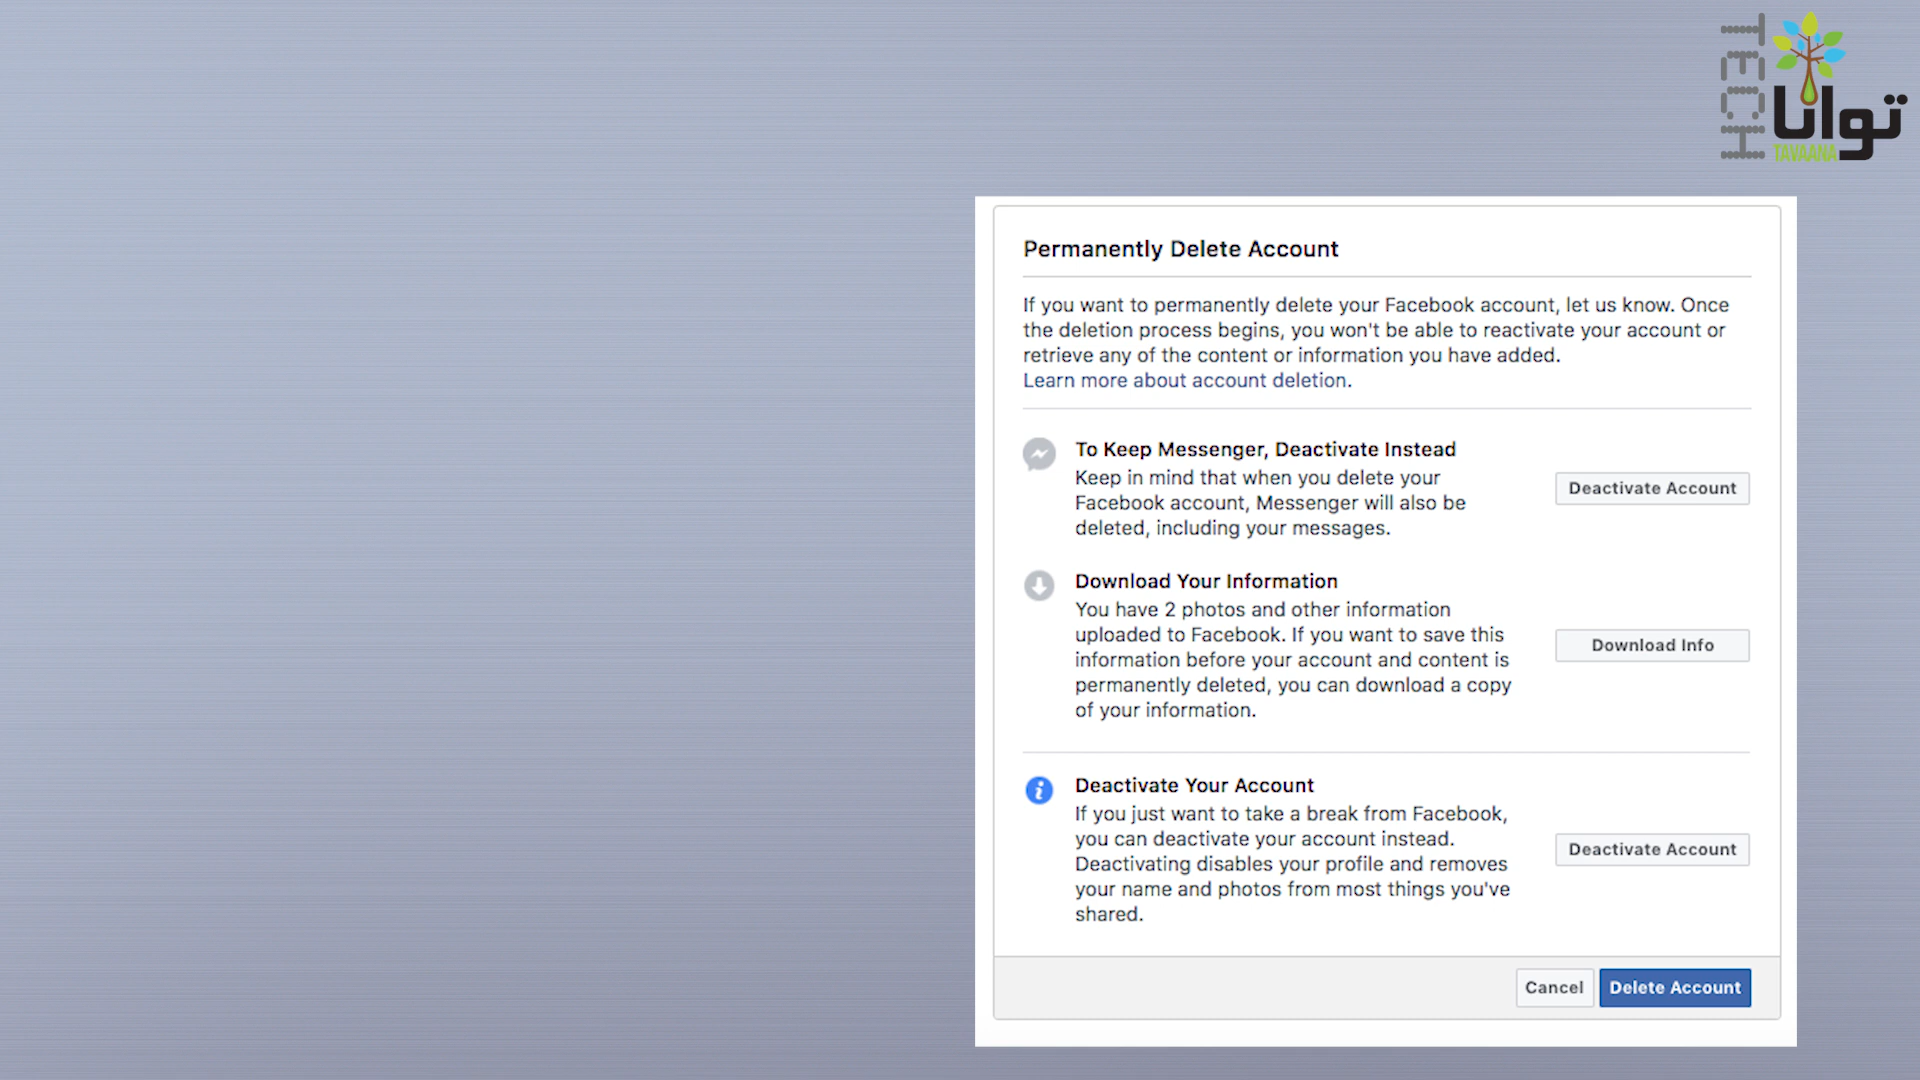 TECH
توانا
TAVAANA
Permanently Delete Account
If you want to permanently delete your Facebook account, let us know. Once
the deletion process begins, you won't be able to reactivate your account or
retrieve any of the content or information you have added.
Learn more about account deletion.
To Keep Messenger, Deactivate Instead
Keep in mind that when you delete your
Facebook account, Messenger will also be
deleted, including your messages.
Deactivate Account
Download Your Information
You have 2 photos and other information
uploaded to Facebook. If you want to save this
information before your account and content is
permanently deleted, you can download a copy
of your information.
Download Info
Deactivate Your Account
If you just want to take a break from Facebook,
you can deactivate your account instead.
Deactivating disables your profile and removes
your name and photos from most things you've
shared.
Deactivate Account
Cancel
Delete Account